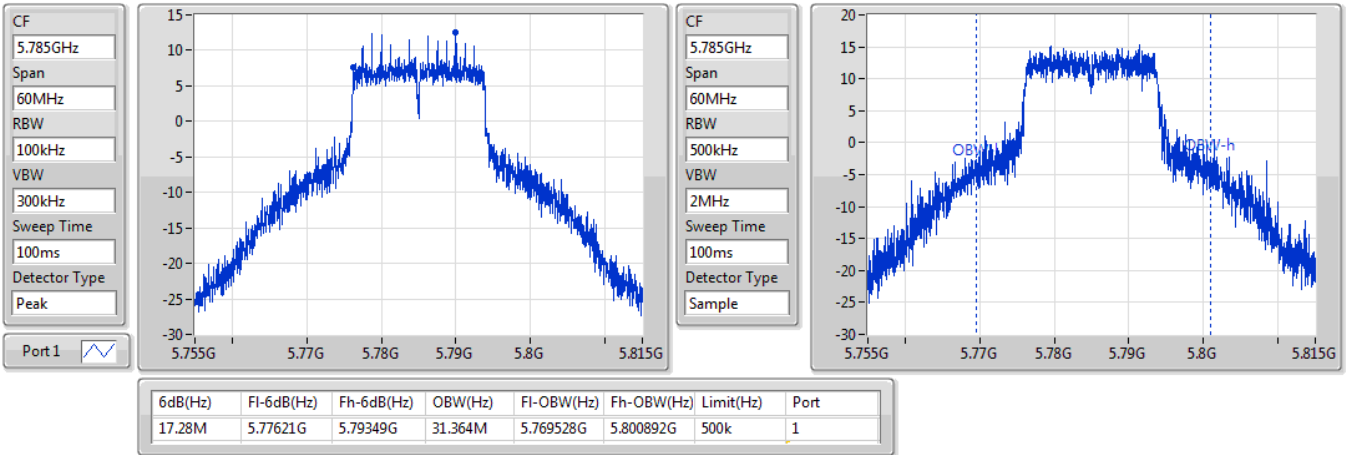 CF
5.785GHz
Span
60MHz
RBW
100kHz
VBW
300kHz
Sweep Time
100ms
Detector Type
Peak
Port 1
15
10
5
0
-5
-10
-15
-20
-25
-30
5.755G 5.77G 5.78G 5.79G 5.8G 5.815G
CF
5.785GHz
Span
60MHz
RBW
500kHz
VBW
2MHz
Sweep Time
100ms
Detector Type
Sample
20
15
10
5
0
-5
-10
-15
-20
-25
-30
OBW-h
5.755G 5.77G 5.78G 5.79G 5.8G 5.815G
6dB(Hz) Fl-6dB(Hz) Fh-6dB(Hz) OBW(Hz) Fl-OBW(Hz) Fh-OBW(Hz) Limit(Hz) Port
17.28M 5.77621G 5.79349G 31.364M 5.769528G 5.800892G 500k 1